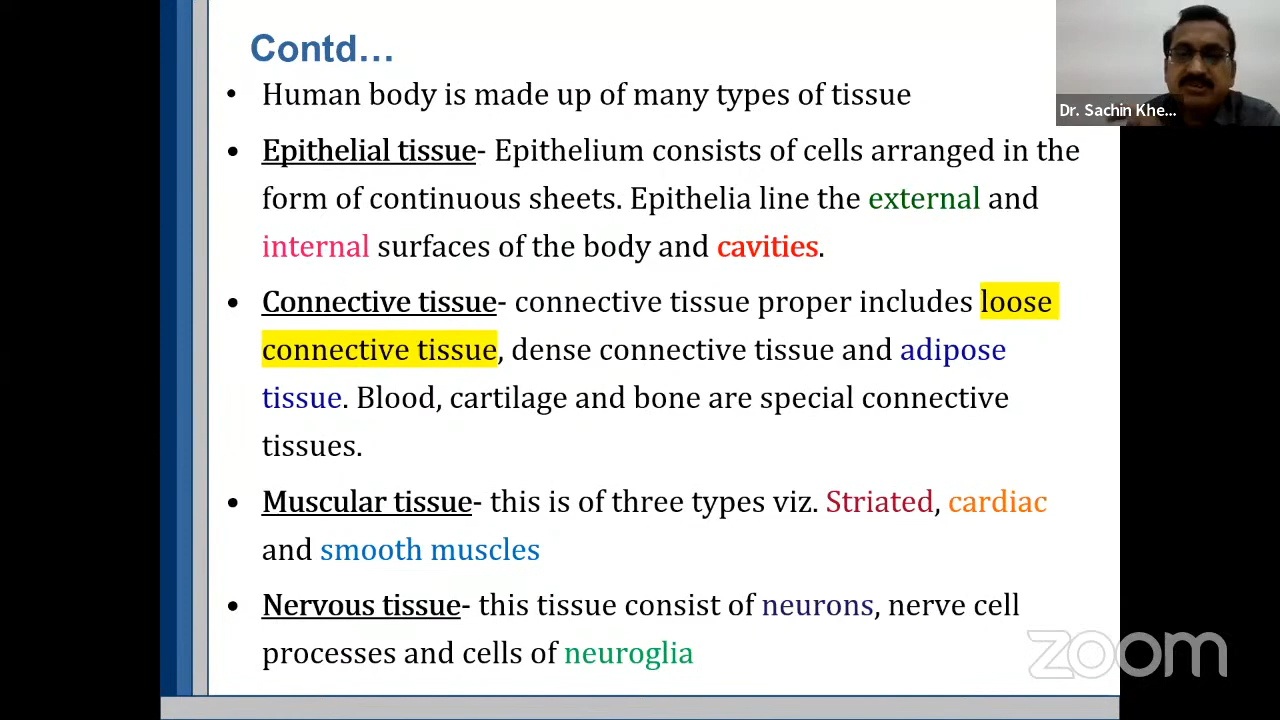 Contd…
• Human body is made up of many types of tissue
• Epithelial tissue- Epithelium consists of cells arranged in the
form of continuous sheets. Epithelia line the external and
internal surfaces of the body and cavities.
• Connective tissue- connective tissue proper includes loose
connective tissue, dense connective tissue and adipose
tissue. Blood, cartilage and bone are special connective
tissues.
• Muscular tissue- this is of three types viz. Striated, cardiac
and smooth muscles
• Nervous tissue- this tissue consist of neurons, nerve cell
processes and cells of neuroglia
Dr. Sachin Khe...
zoom